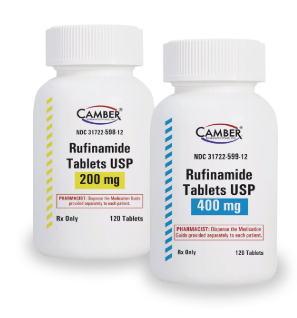 CAMBER®
NDC 31722-598-12
Rufinamide
Tablets USP
200 mg
PHARMACIST: Dispense the Medication
Guide provided separately to each patient.
Rx Only 120 Tablets
CAMBER®
NDC 31722-599-12
Rufinamide
Tablets USP
400 mg
PHARMACIST: Dispense the Medication
Guide provided separately to each patient.
Rx Only 120 Tablets